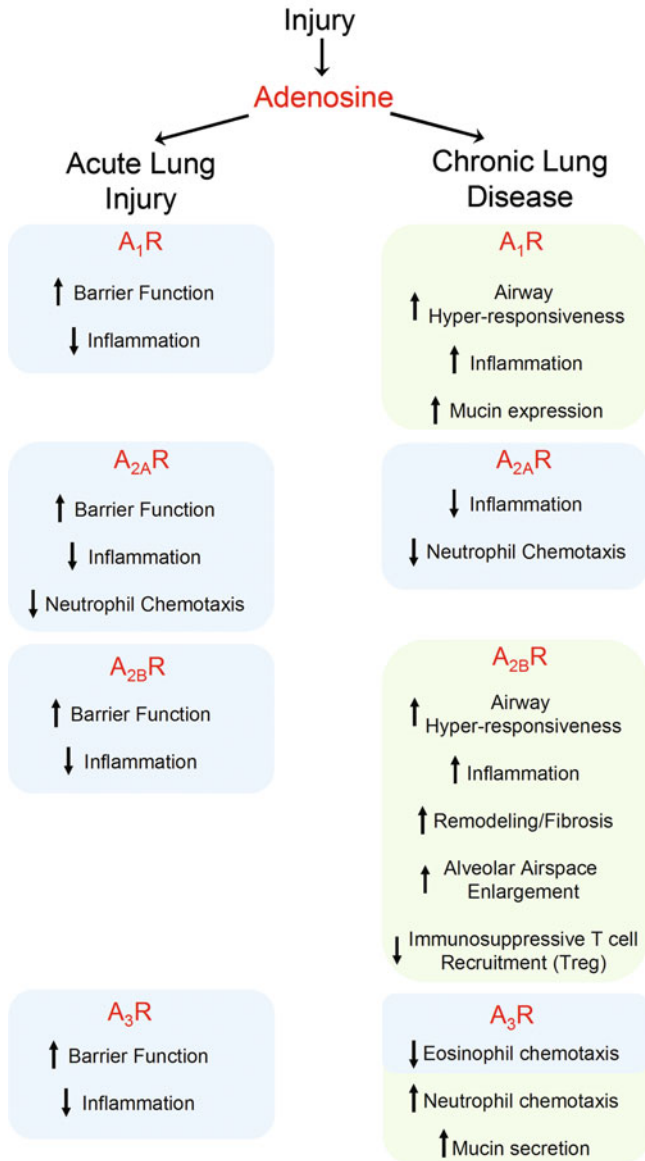 Injury
Adenosine
Acute Lung
Injury
A₁R
↑ Barrier Function
↓ Inflammation
A₂ₐR
↑ Barrier Function
↓ Inflammation
↓ Neutrophil Chemotaxis
A₂ʙR
↑ Barrier Function
↓ Inflammation
A₃R
↑ Barrier Function
↓ Inflammation
Chronic Lung
Disease
A₁R
↑ Airway
Hyper-responsiveness
↑ Inflammation
↑ Mucin expression
A₂ₐR
↓ Inflammation
↓ Neutrophil Chemotaxis
A₂ʙR
↑ Airway
Hyper-responsiveness
↑ Inflammation
↑ Remodeling/Fibrosis
↑ Alveolar Airspace
Enlargement
↓ Immunosuppressive T cell
Recruitment (Treg)
A₃R
↓ Eosinophil chemotaxis
↑ Neutrophil chemotaxis
↑ Mucin secretion